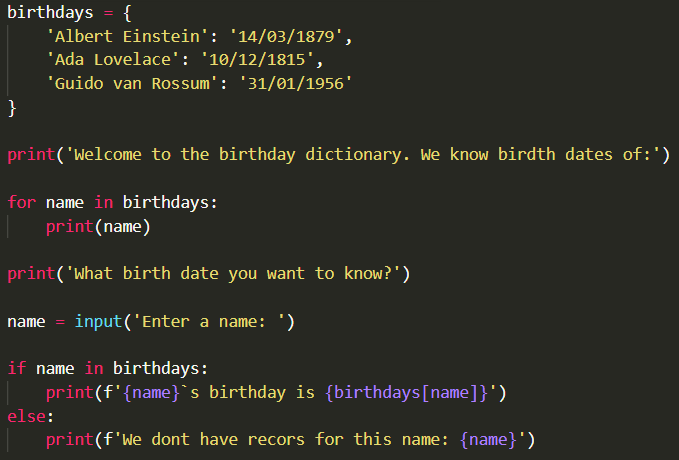 birthdays = {
    'Albert Einstein': '14/03/1879',
    'Ada Lovelace': '10/12/1815',
    'Guido van Rossum': '31/01/1956'
}
print('Welcome to the birthday dictionary. We know birdth dates of:')
for name in birthdays:
    print(name)
print('What birth date you want to know?')
name = input('Enter a name: ')
if name in birthdays:
    print(f'{name}`s birthday is {birthdays[name]}')
else:
    print(f'We dont have recors for this name: {name}')